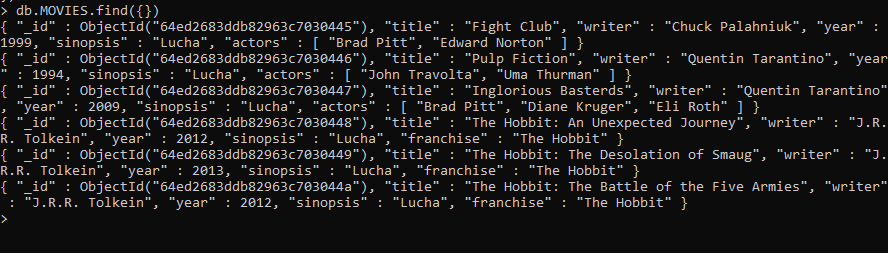 > db.MOVIES.find({})
{ "_id" : ObjectId("64ed2683ddb82963c7030445"), "title" : "Fight Club", "writer" : "Chuck Palahniuk", "year" :
1999, "sinopsis" : "Lucha", "actors" : [ "Brad Pitt", "Edward Norton" ] }
{ "_id" : ObjectId("64ed2683ddb82963c7030446"), "title" : "Pulp Fiction", "writer" : "Quentin Tarantino", "year
" : 1994, "sinopsis" : "Lucha", "actors" : [ "John Travolta", "Uma Thurman" ] }
{ "_id" : ObjectId("64ed2683ddb82963c7030447"), "title" : "Inglorious Basterds", "writer" : "Quentin Tarantino"
, "year" : 2009, "sinopsis" : "Lucha", "actors" : [ "Brad Pitt", "Diane Kruger", "Eli Roth" ] }
{ "_id" : ObjectId("64ed2683ddb82963c7030448"), "title" : "The Hobbit: An Unexpected Journey", "writer" : "J.R.
R. Tolkein", "year" : 2012, "sinopsis" : "Lucha", "franchise" : "The Hobbit" }
{ "_id" : ObjectId("64ed2683ddb82963c7030449"), "title" : "The Hobbit: The Desolation of Smaug", "writer" : "J.
R.R. Tolkein", "year" : 2013, "sinopsis" : "Lucha", "franchise" : "The Hobbit" }
{ "_id" : ObjectId("64ed2683ddb82963c703044a"), "title" : "The Hobbit: The Battle of the Five Armies", "writer"
 : "J.R.R. Tolkein", "year" : 2012, "sinopsis" : "Lucha", "franchise" : "The Hobbit" }
>